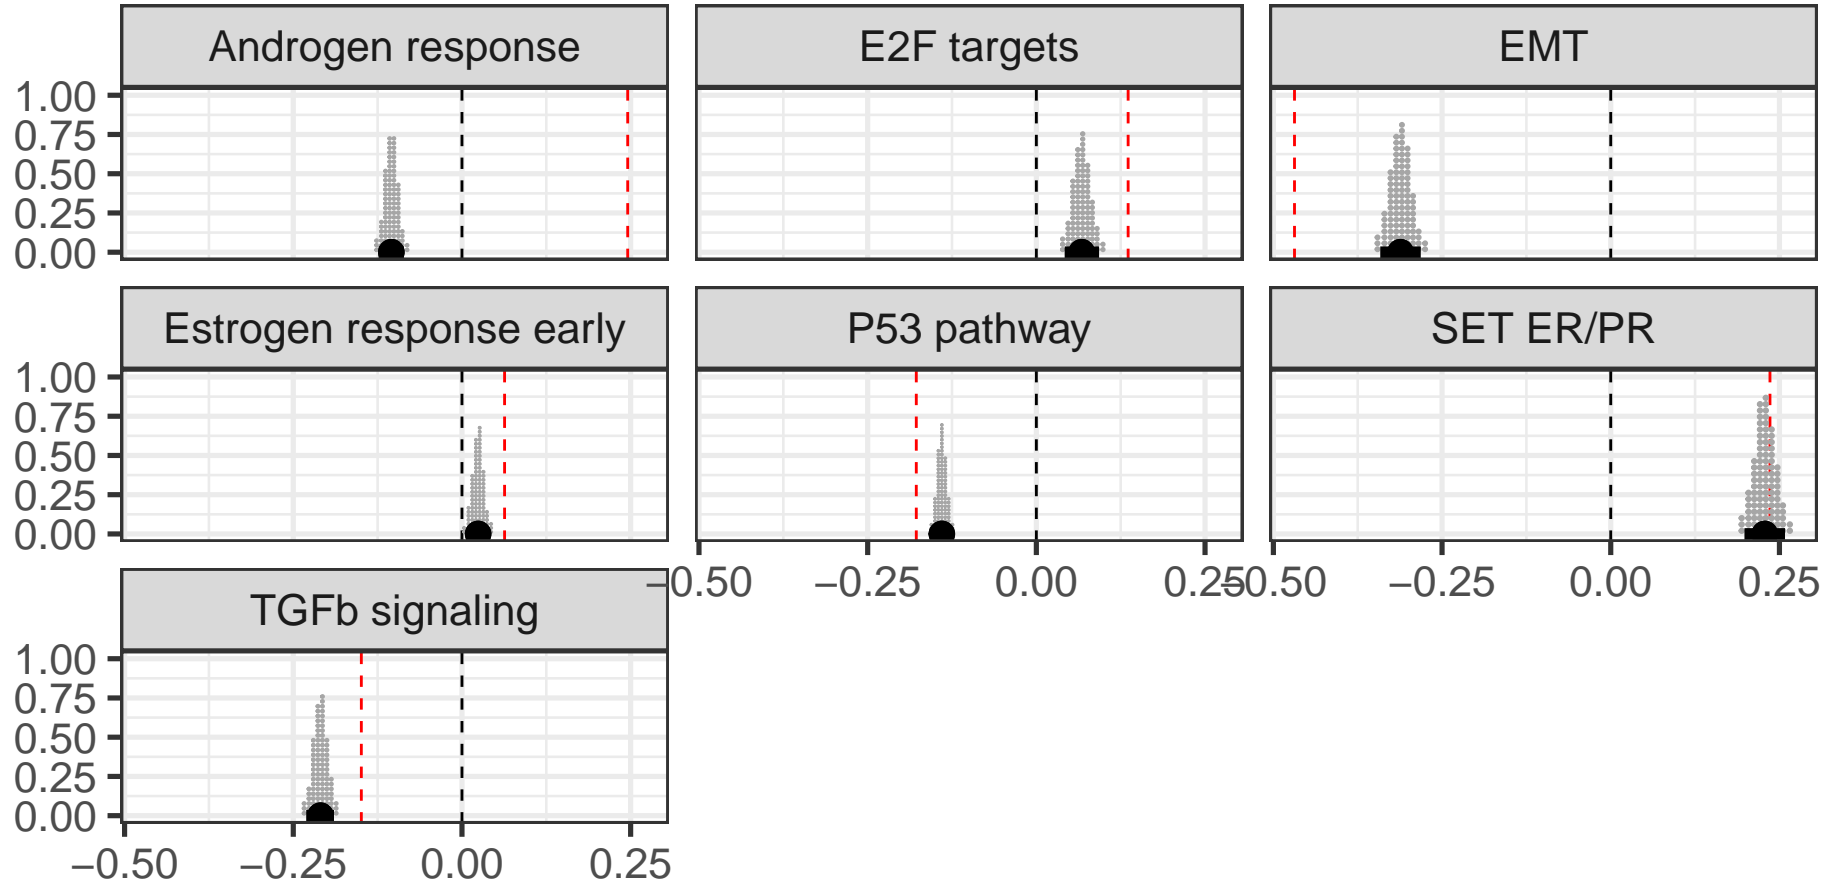 Androgen response
E2F targets
EMT
1.00
0.75
0.50
0.25
0.00
Estrogen response early
P53 pathway
SET ER/PR
1.00
0.75
0.50
0.25
0.00
−0.50 −0.25 0.00 0.25
−0.50 −0.25 0.00 0.25
TGFb signaling
1.00
0.75
0.50
0.25
0.00
−0.50 −0.25 0.00 0.25